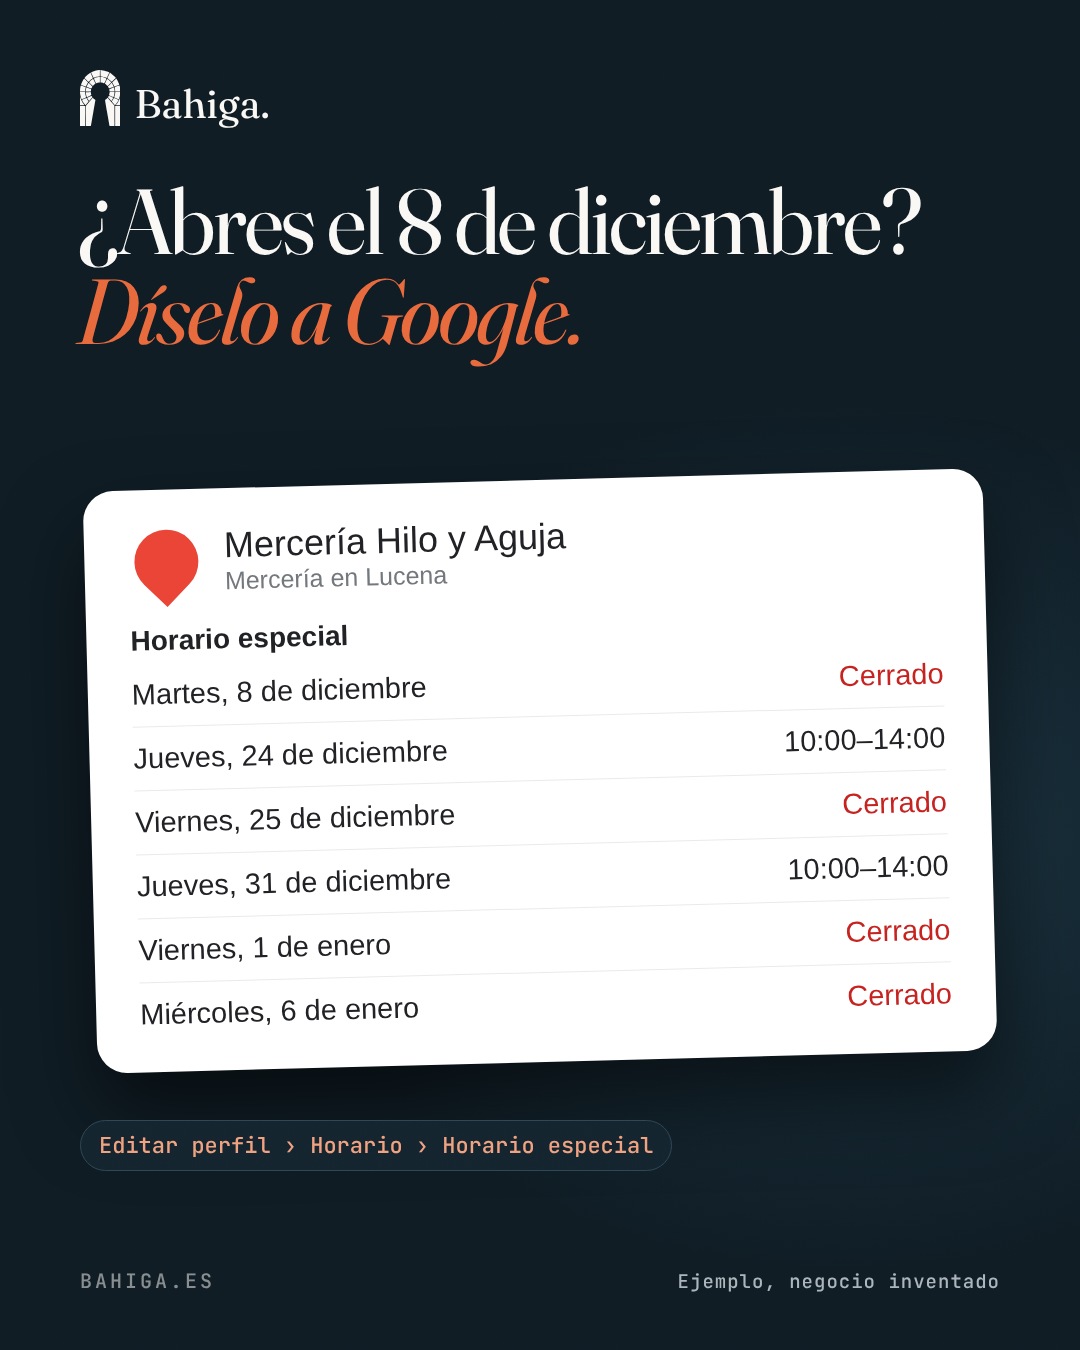 Bahiga.
¿Abres el 8 de diciembre?
Díselo a Google.
Mercería Hilo y Aguja
Mercería en Lucena
Horario especial
Martes, 8 de diciembre Cerrado
Jueves, 24 de diciembre 10:00–14:00
Viernes, 25 de diciembre Cerrado
Jueves, 31 de diciembre 10:00–14:00
Viernes, 1 de enero Cerrado
Miércoles, 6 de enero Cerrado
Editar perfil › Horario › Horario especial
BAHIGA.ES Ejemplo, negocio inventado